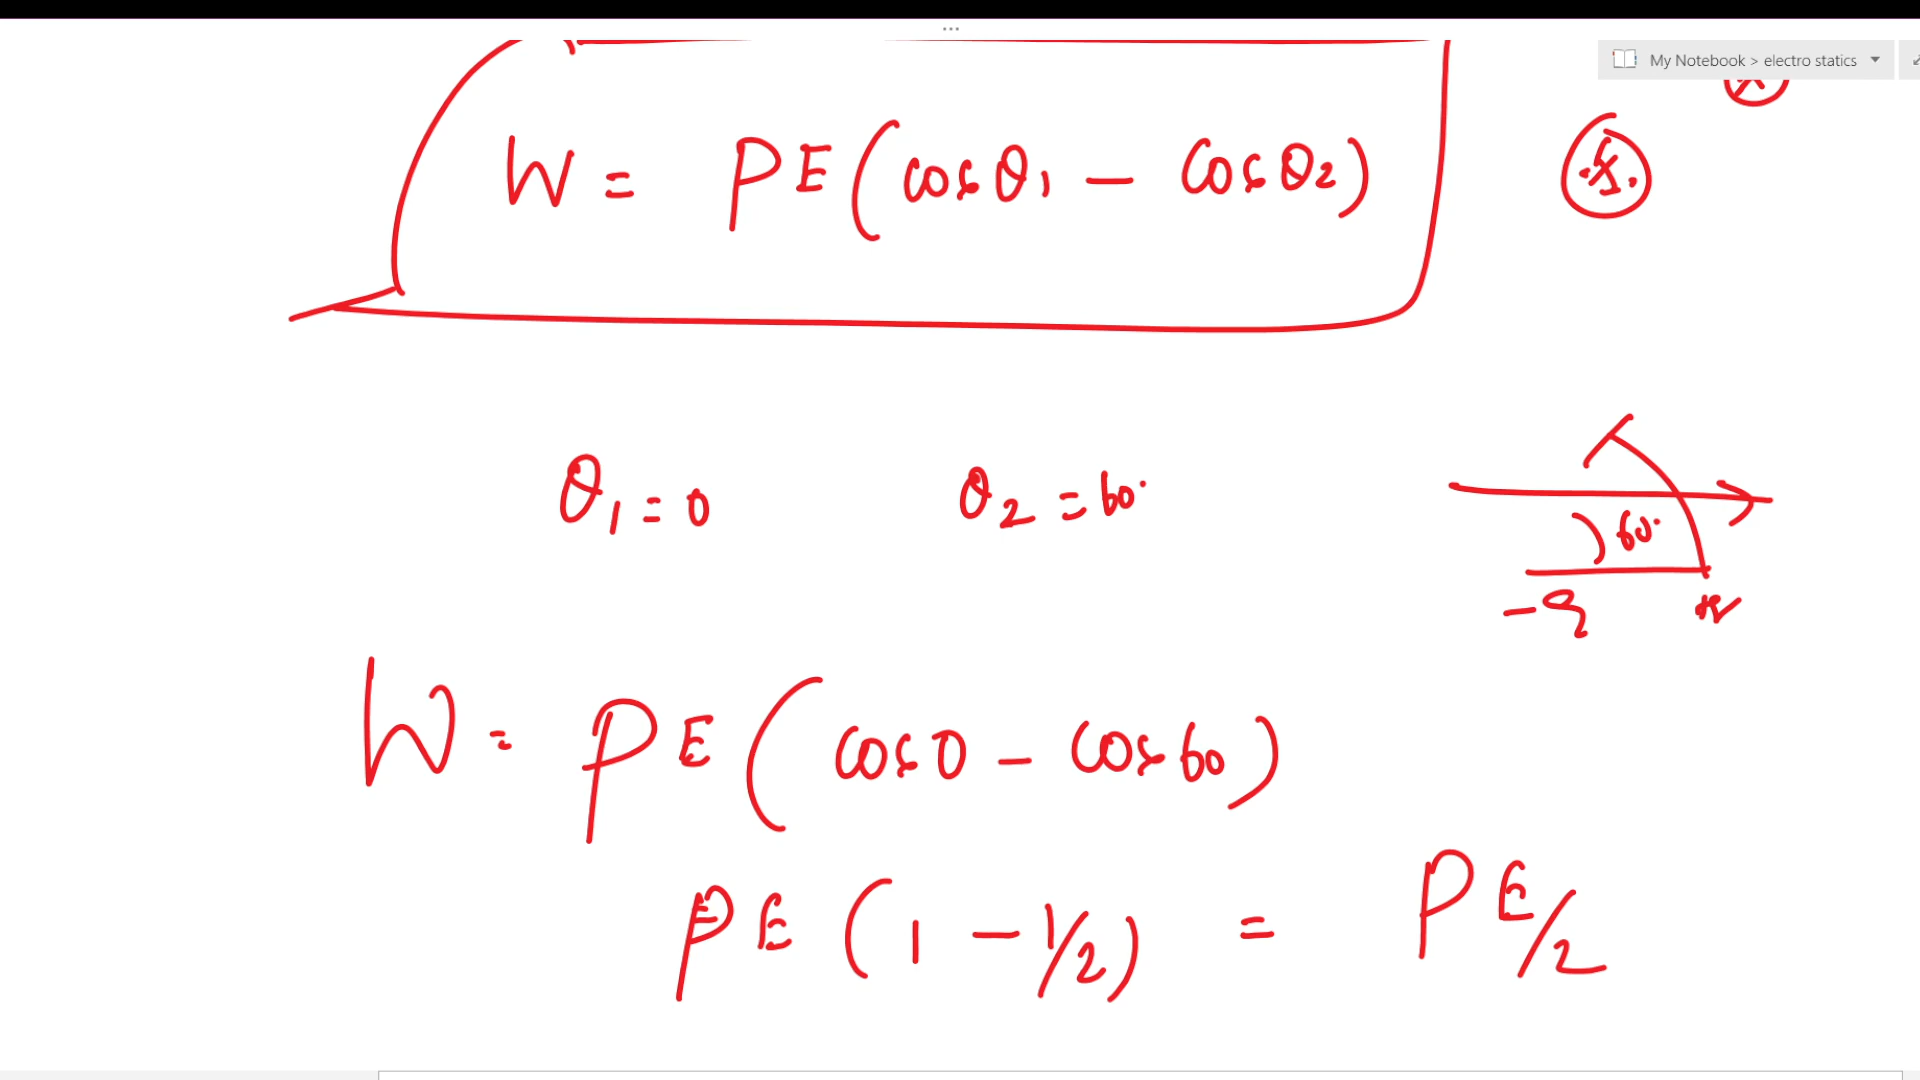 ...
My Notebook > electro statics
W = PE(cosθ1 - cosθ2)
θ1 = 0 θ2 = 60°
60°
-q
W = PE(cos0 - cos60)
PE(1 - 1/2) = PE/2